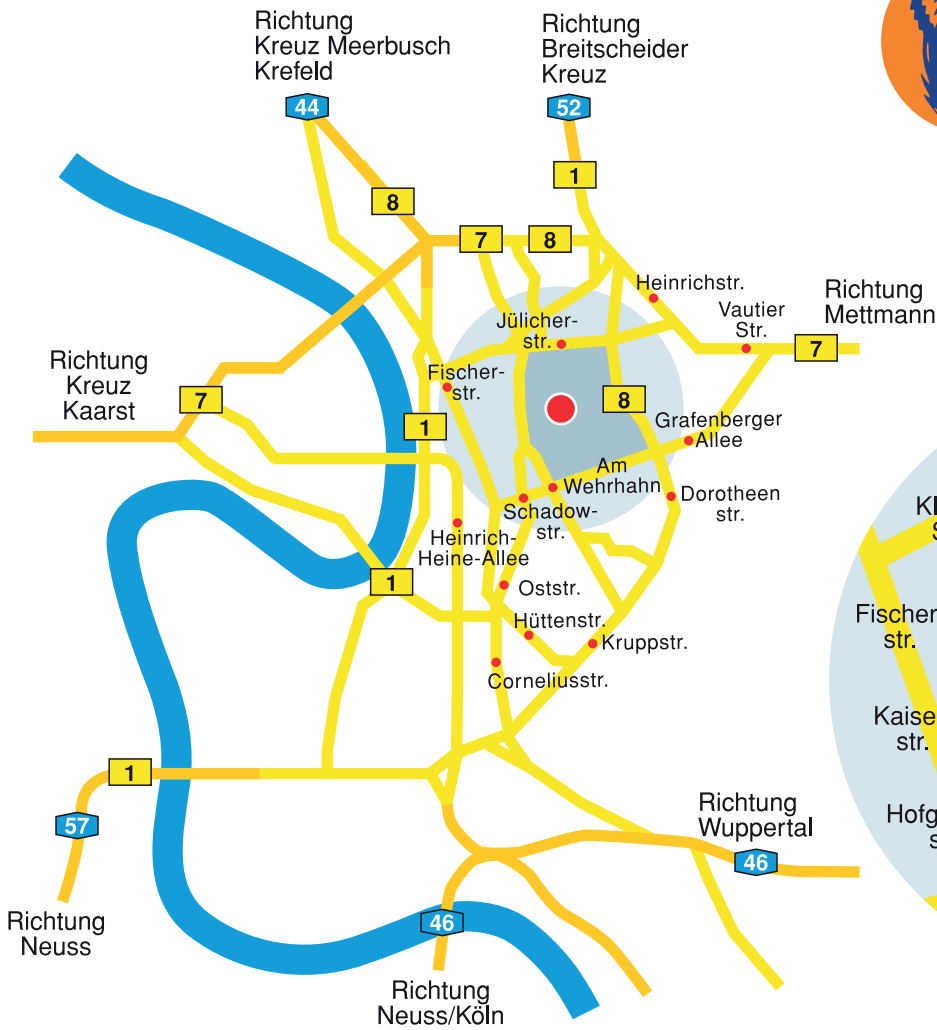 Richtung
Kreuz Meerbusch
Krefeld
Richtung
Breitscheider
Kreuz
44
52
1
8
7
8
Heinrichstr.
Vautier
Str.
Richtung
Mettmann
7
Jülicher-
str.
Richtung
Kreuz
Kaarst
7
Fischer-
str.
8
1
Grafenberger
Allee
Am
Wehrhahn
Dorotheen
str.
Schadow-
str.
Heinrich-
Heine-Allee
1
Oststr.
Hüttenstr.
Kruppstr.
Corneliusstr.
Fischer
str.
Kaise
str.
Hofg
s
Kl
S
1
57
Richtung
Neuss
Richtung
Wuppertal
46
46
Richtung
Neuss/Köln